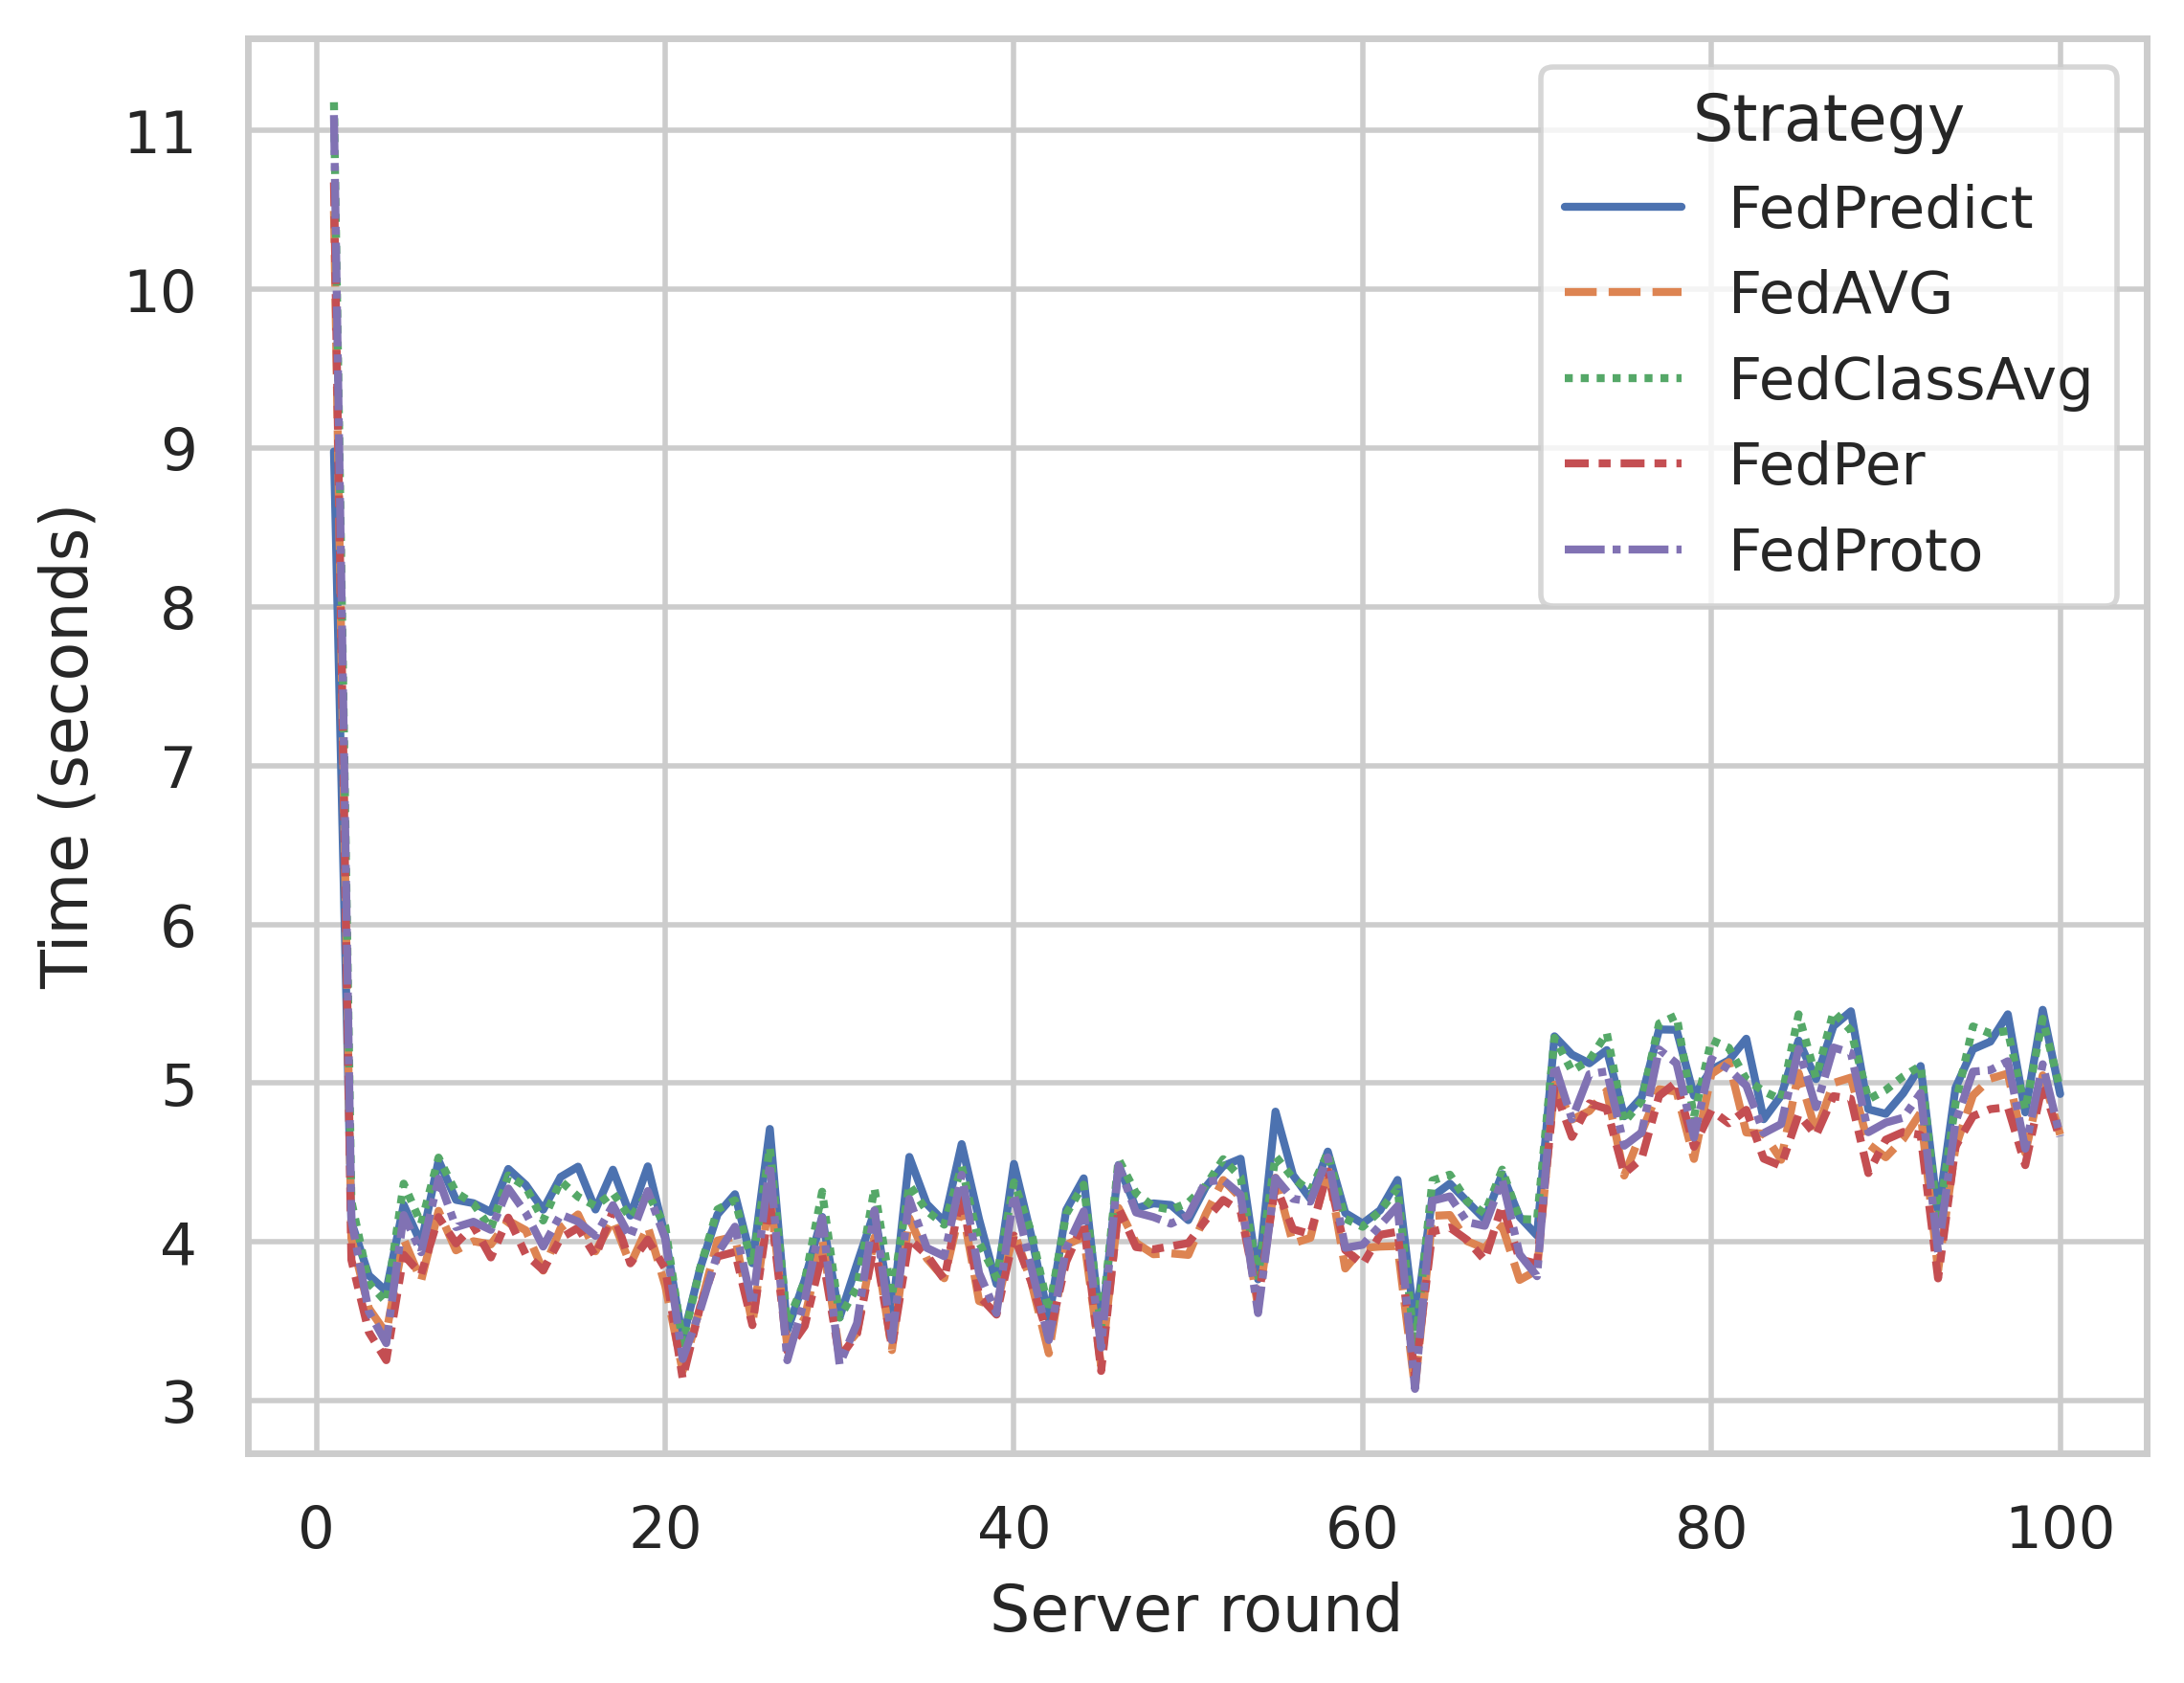 11
10
9
8
7
6
5
4
3
Time (seconds)
Strategy
FedPredict
FedAVG
FedClassAvg
FedPer
FedProto
0 20 40 60 80 100
Server round